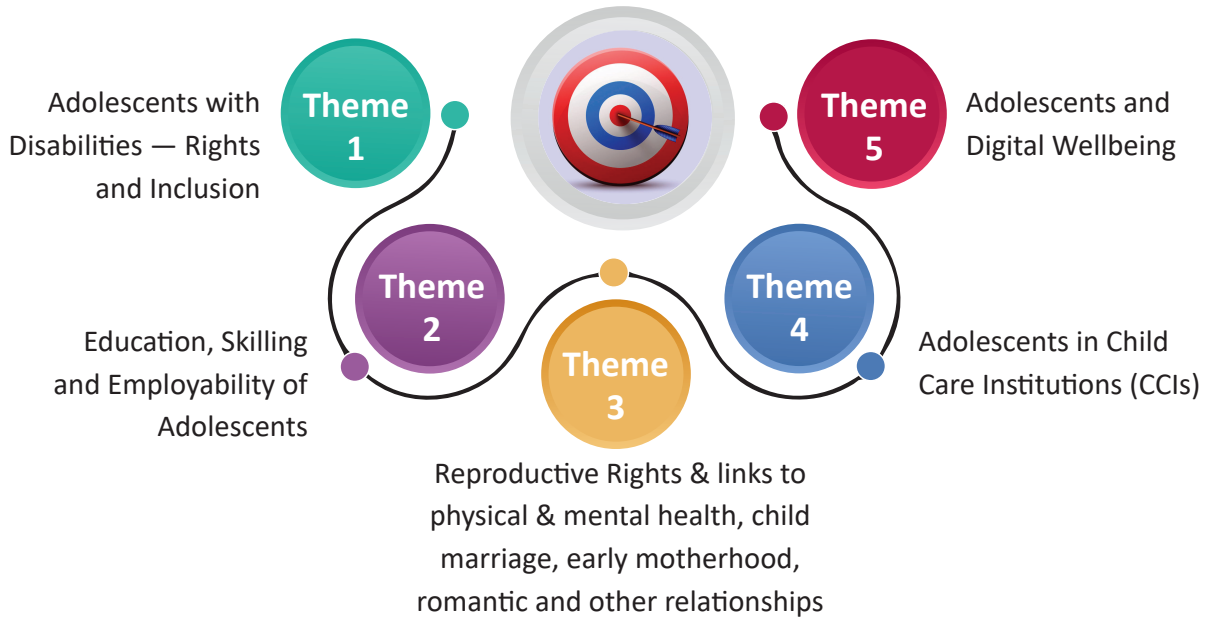 Theme
1
Adolescents with
Disabilities — Rights
and Inclusion
Theme
2
Education, Skilling
and Employability of
Adolescents
Theme
3
Reproductive Rights & links to
physical & mental health, child
marriage, early motherhood,
romantic and other relationships
Theme
4
Adolescents in Child
Care Institutions (CCIs)
Theme
5
Adolescents and
Digital Wellbeing